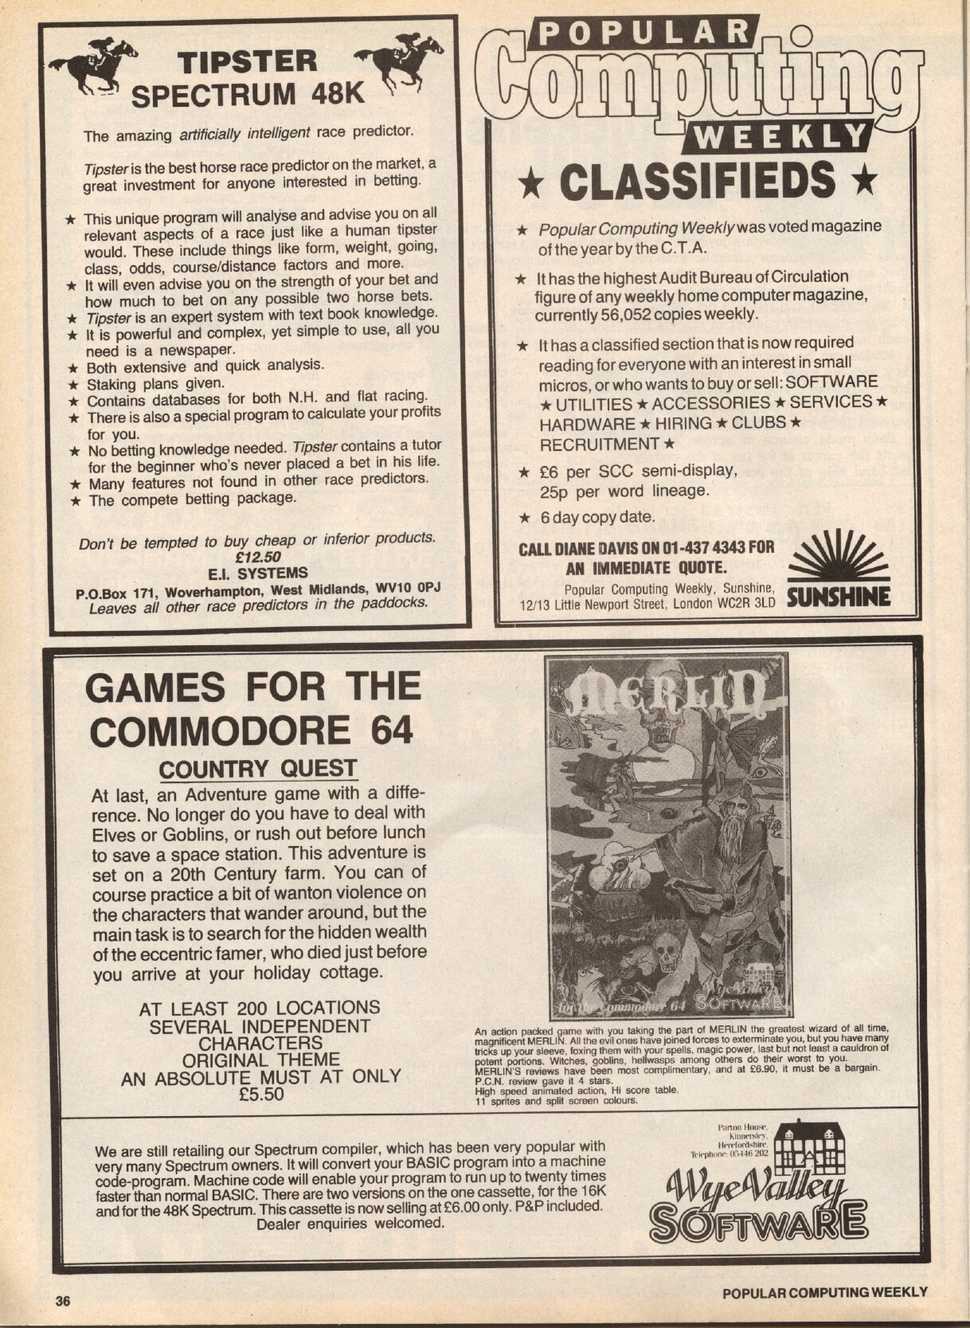 TIPSTER
SPECTRUM 48K
The amazing artificially intelligent race predictor.
Tipster is the best horse race predictor on the market, a
great investment for anyone interested in betting.
★ This unique program will analyse and advise you on all
relevant aspects of a race just like a human tipster
would. These include things like form, weight, going,
class, odds, course/distance factors and more.
★ It will even advise you on the strength of your bet and
how much to bet on any possible two horse bets.
★ Tipster is an expert system with text book knowledge.
★ It is powerful and complex, yet simple to use, all you
need is a newspaper.
★ Both extensive and quick analysis.
★ Staking plans given.
★ Contains databases for both N.H. and flat racing.
★ There is also a special program to calculate your profits
for you.
★ No betting knowledge needed. Tipster contains a tutor
for the beginner who's never placed a bet in his life.
★ Many features not found in other race predictors.
★ The compete betting package.
Don't be tempted to buy cheap or inferior products.
£12.50
E.I. SYSTEMS
P.O.Box 171, Woverhampton, West Midlands, WV10 0PJ
Leaves all other race predictors in the paddocks.
POPULAR
Computing
WEEKLY
★ CLASSIFIEDS ★
★ Popular Computing Weekly was voted magazine
of the year by the C.T.A.
★ It has the highest Audit Bureau of Circulation
figure of any weekly home computer magazine,
currently 56,052 copies weekly.
★ It has a classified section that is now required
reading for everyone with an interest in small
micros, or who wants to buy or sell: SOFTWARE
★ UTILITIES ★ ACCESSORIES ★ SERVICES ★
HARDWARE ★ HIRING ★ CLUBS ★
RECRUITMENT ★
★ £6 per SCC semi-display,
25p per word lineage.
★ 6 day copy date.
CALL DIANE DAVIS ON 01-437 4343 FOR
AN IMMEDIATE QUOTE.
Popular Computing Weekly, Sunshine,
12/13 Little Newport Street, London WC2R 3LD
SUNSHINE
GAMES FOR THE
COMMODORE 64
COUNTRY QUEST
At last, an Adventure game with a diffe-
rence. No longer do you have to deal with
Elves or Goblins, or rush out before lunch
to save a space station. This adventure is
set on a 20th Century farm. You can of
course practice a bit of wanton violence on
the characters that wander around, but the
main task is to search for the hidden wealth
of the eccentric famer, who died just before
you arrive at your holiday cottage.
AT LEAST 200 LOCATIONS
SEVERAL INDEPENDENT
CHARACTERS
ORIGINAL THEME
AN ABSOLUTE MUST AT ONLY
£5.50
MERLIN
for the commodore 64
Wye Valley
SOFTWARE
An action packed game with you taking the part of MERLIN the greatest wizard of all time,
magnificent MERLIN. All the evil ones have joined forces to exterminate you, but you have many
tricks up your sleeve, foxing them with your spells, magic power, last but not least a cauldron of
potent portions. Witches, goblins, hellwasps among others do their worst to you.
MERLIN'S reviews have been most complimentary, and at £6.90, it must be a bargain.
P.C.N. review gave it 4 stars.
High speed animated action, Hi score table.
11 sprites and split screen colours.
We are still retailing our Spectrum compiler, which has been very popular with
very many Spectrum owners. It will convert your BASIC program into a machine
code-program. Machine code will enable your program to run up to twenty times
faster than normal BASIC. There are two versions on the one cassette, for the 16K
and for the 48K Spectrum. This cassette is now selling at £6.00 only. P&P included.
Dealer enquiries welcomed.
Parton House,
Kinnersley,
Herefordshire.
Telephone: 05446 202
Wye Valley
SOFTWARE
36
POPULAR COMPUTING WEEKLY